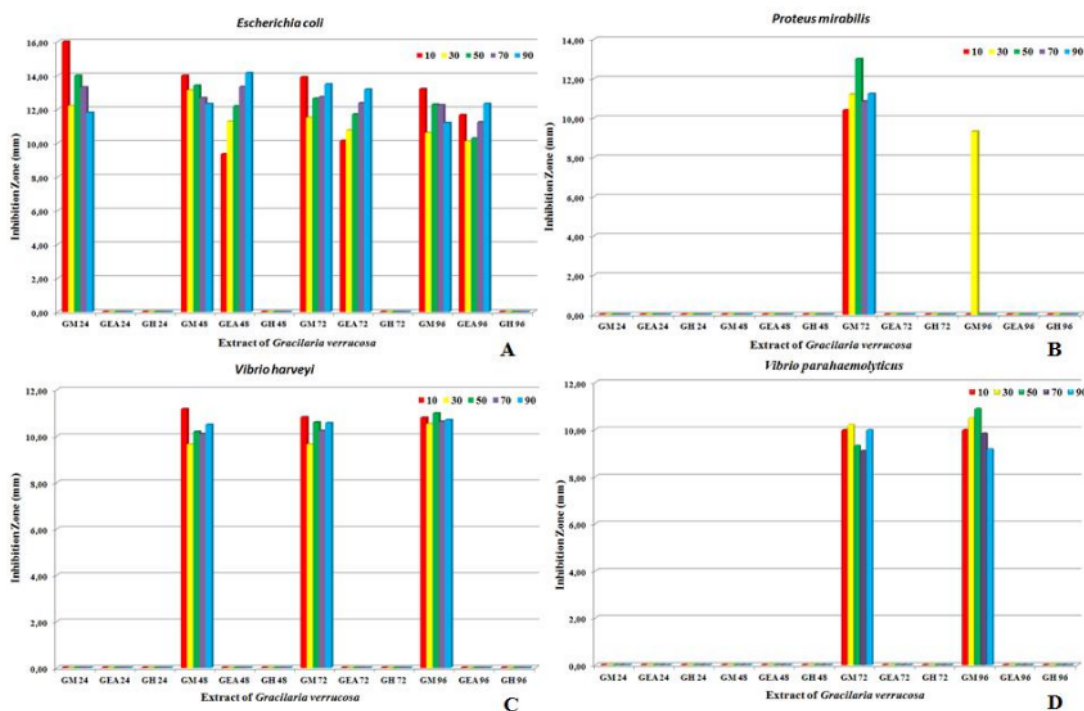 Escherichia coli
10 30 50 70 90
Inhibition Zone (mm)
16,00
14,00
12,00
10,00
8,00
6,00
4,00
2,00
0,00
GM 24 GEA 24 GH 24 GM 48 GEA 48 GH 48 GM 72 GEA 72 GH 72 GM 96 GEA 96 GH 96
Extract of Gracilaria verrucosa
A
Proteus mirabilis
10 30 50 70 90
Inhibition Zone (mm)
14,00
12,00
10,00
8,00
6,00
4,00
2,00
0,00
GM 24 GEA 24 GH 24 GM 48 GEA 48 GH 48 GM 72 GEA 72 GH 72 GM 96 GEA 96 GH 96
Extract of Gracilaria verrucosa
B
Vibrio harveyi
10 30 50 70 90
Inhibition Zone (mm)
12,00
10,00
8,00
6,00
4,00
2,00
0,00
GM 24 GEA 24 GH 24 GM 48 GEA 48 GH 48 GM 72 GEA 72 GH 72 GM 96 GEA 96 GH 96
Extract of Gracilaria verrucosa
C
Vibrio parahaemolyticus
10 30 50 70 90
Inhibition Zone (mm)
12,00
10,00
8,00
6,00
4,00
2,00
0,00
GM 24 GEA 24 GH 24 GM 48 GEA 48 GH 48 GM 72 GEA 72 GH 72 GM 96 GEA 96 GH 96
Extract of Gracilaria verrucosa
D